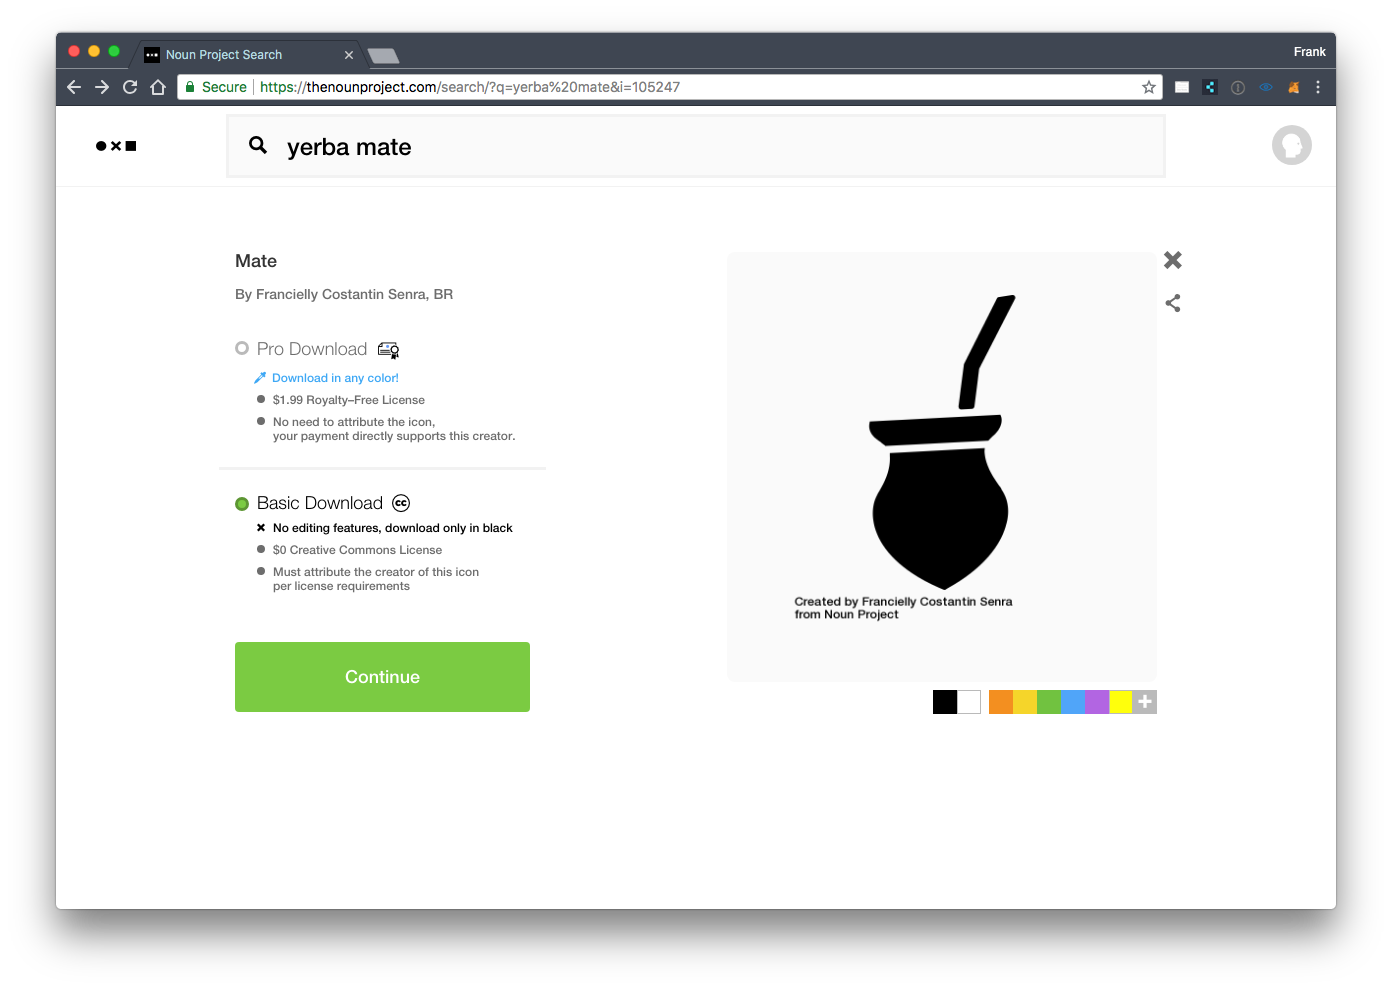 Noun Project Search
Frank
Secure
https://thenounproject.com/search/?q=yerba%20mate&i=105247
yerba mate
Mate
By Francielly Costantin Senra, BR
Pro Download
Download in any color!
$1.99 Royalty–Free License
No need to attribute the icon,
your payment directly supports this creator.
Basic Download
cc
No editing features, download only in black
$0 Creative Commons License
Must attribute the creator of this icon
per license requirements
Continue
Created by Francielly Costantin Senra
from Noun Project